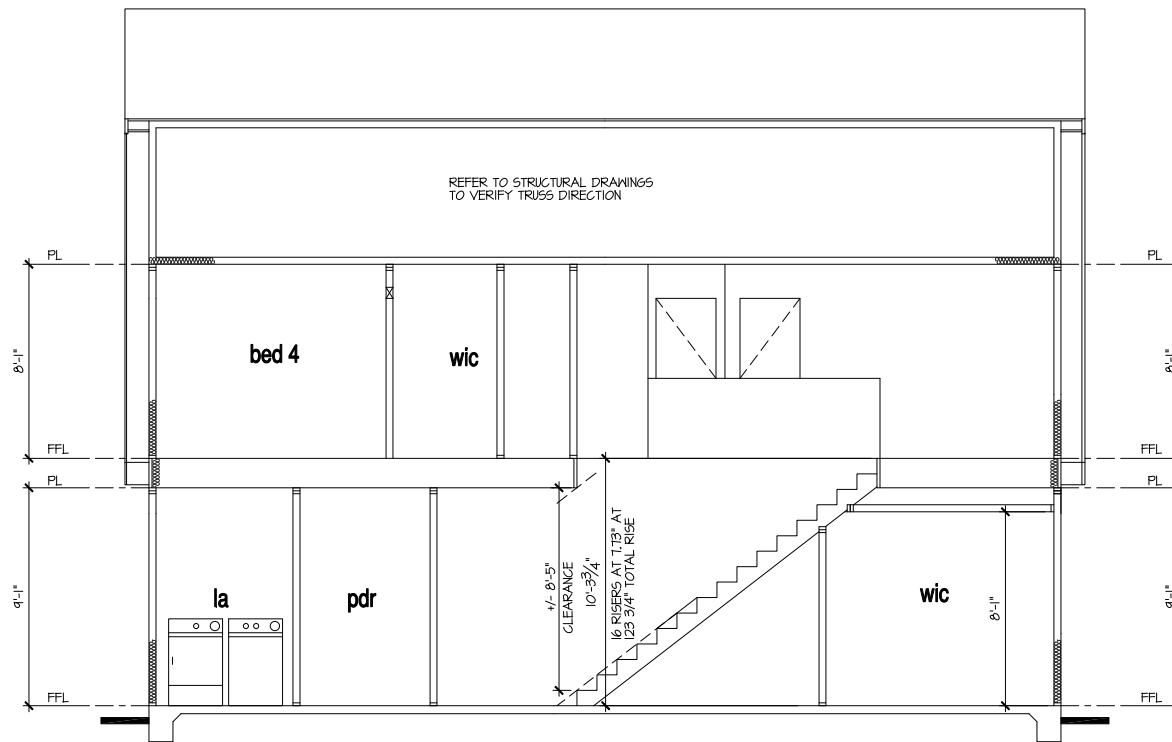 REFER TO STRUCTURAL DRAWINGS
TO VERIFY TRUSS DIRECTION
PL
PL
8'-1"
bed 4
wic
8'-1"
FFL
FFL
PL
PL
9'-1"
la
pdr
+/- 8'-5"
CLEARANCE
10'-3 3/4"
16 RISERS AT 7.73" AT
123 3/4" TOTAL RISE
wic
8'-1"
9'-1"
FFL
FFL